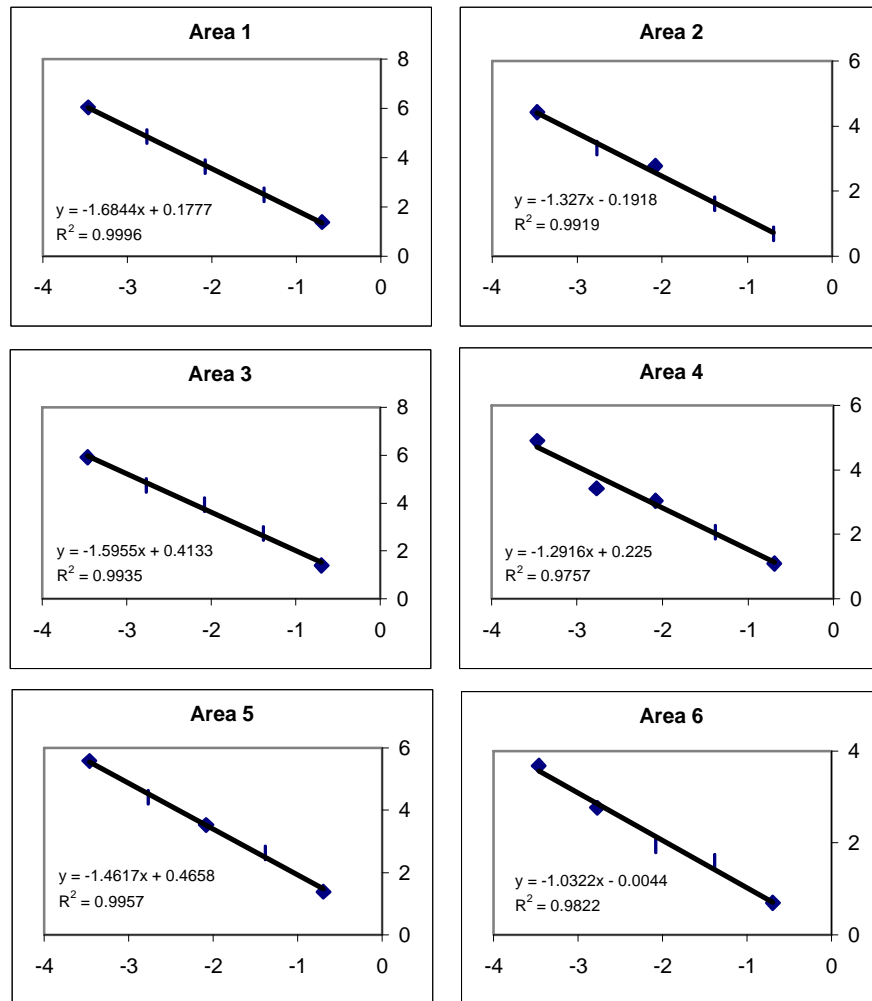 Area 1
8
6
4
2
0
y = -1.6844x + 0.1777
R² = 0.9996
-4 -3 -2 -1 0
Area 2
6
4
2
0
y = -1.327x - 0.1918
R² = 0.9919
-4 -3 -2 -1 0
Area 3
8
6
4
2
0
y = -1.5955x + 0.4133
R² = 0.9935
-4 -3 -2 -1 0
Area 4
6
4
2
0
y = -1.2916x + 0.225
R² = 0.9757
-4 -3 -2 -1 0
Area 5
6
4
2
0
y = -1.4617x + 0.4658
R² = 0.9957
-4 -3 -2 -1 0
Area 6
4
2
0
y = -1.0322x - 0.0044
R² = 0.9822
-4 -3 -2 -1 0